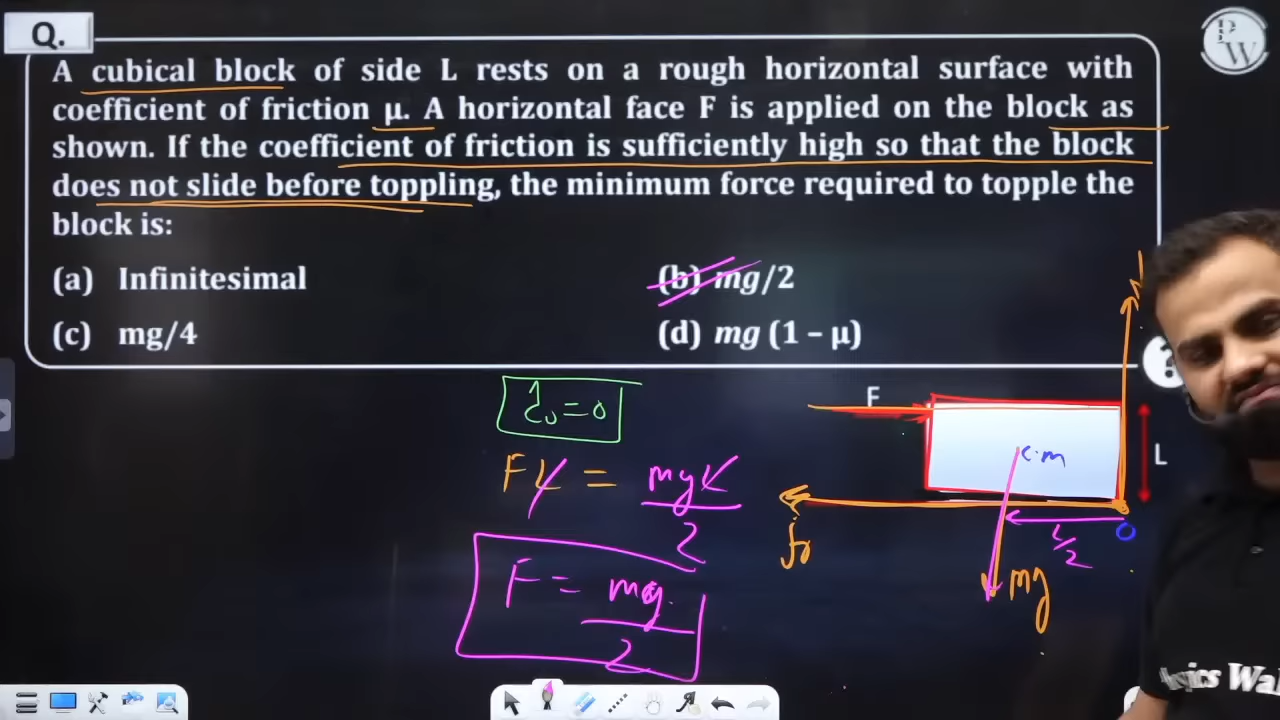 Q.
PW
A cubical block of side L rests on a rough horizontal surface with
coefficient of friction μ. A horizontal face F is applied on the block as
shown. If the coefficient of friction is sufficiently high so that the block
does not slide before toppling, the minimum force required to topple the
block is:
(a) Infinitesimal
(b) mg/2
(c) mg/4
(d) mg (1 – μ)
?
F
L
c.m
O
L/2
mg
τ₀ = 0
FL = mgL/2
F = mg/2
ysics Wal